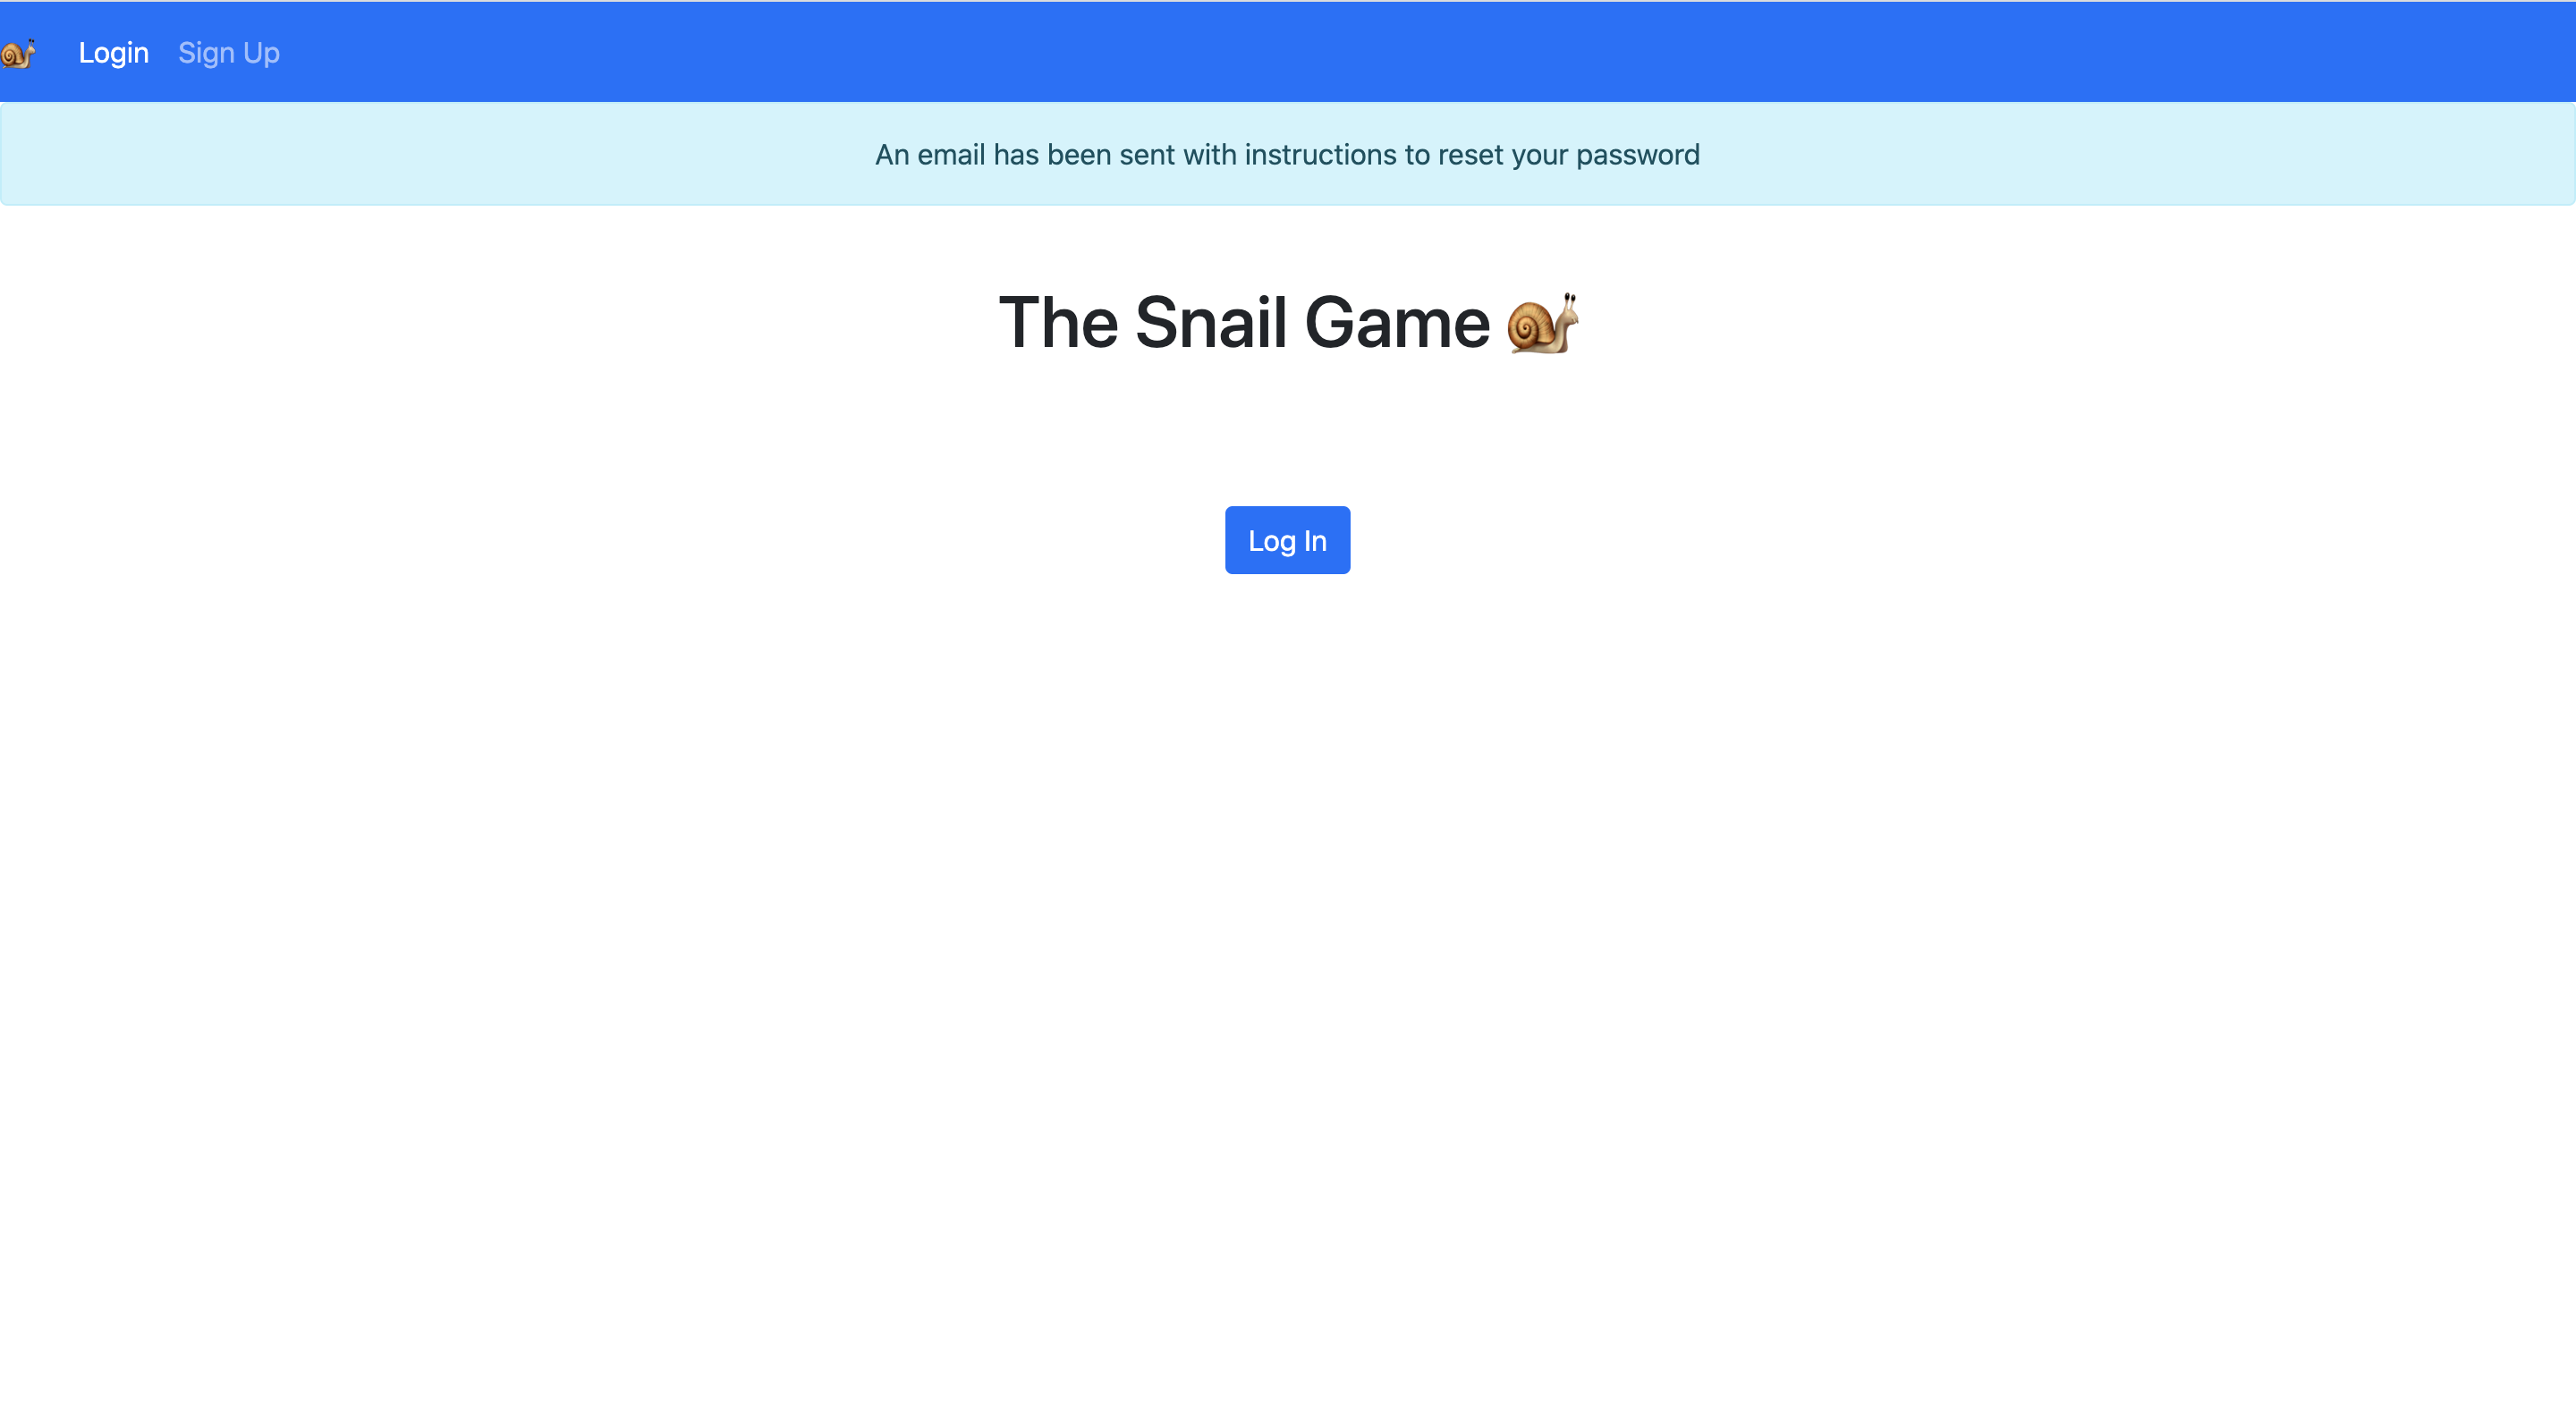 Login Sign Up
An email has been sent with instructions to reset your password
The Snail Game 🐌
Log In